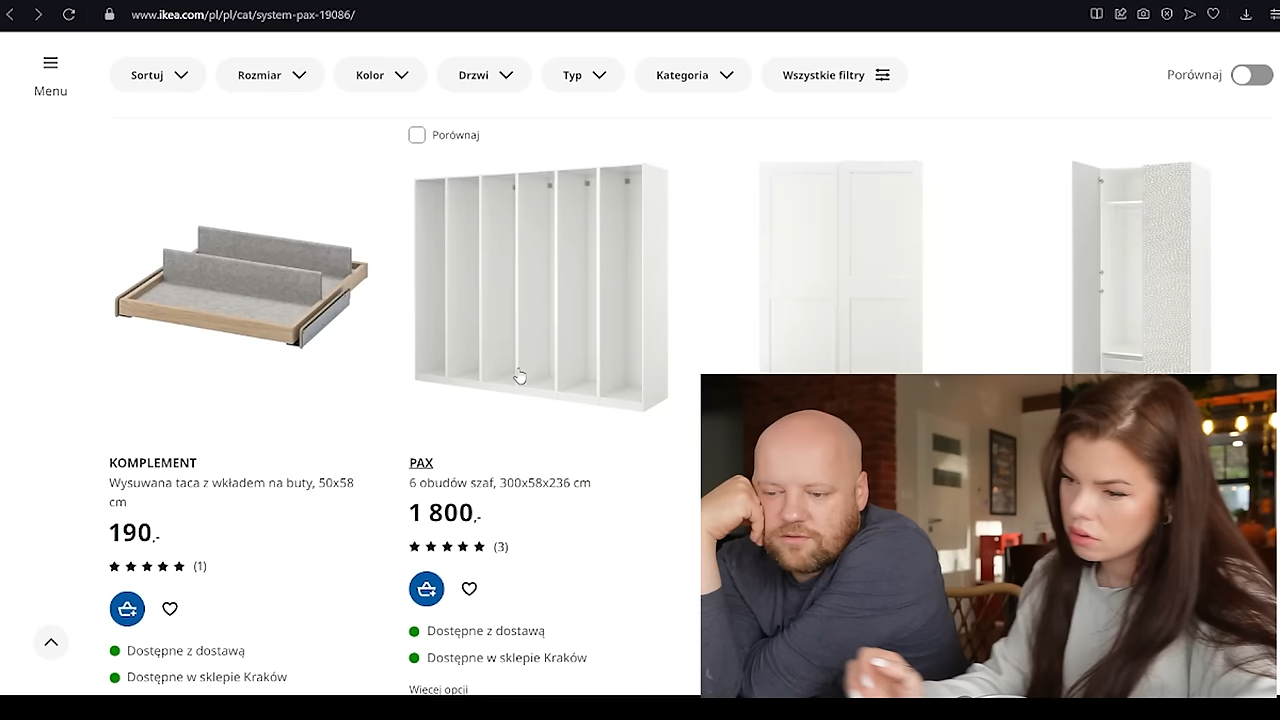 www.ikea.com/pl/pl/cat/system-pax-19086/
Menu
Sortuj
Rozmiar
Kolor
Drzwi
Typ
Kategoria
Wszystkie filtry
Porównaj
Porównaj
KOMPLEMENT
Wysuwana taca z wkładem na buty, 50x58
cm
190,-
(1)
Dostępne z dostawą
Dostępne w sklepie Kraków
PAX
6 obudów szaf, 300x58x236 cm
1 800,-
(3)
Dostępne z dostawą
Dostępne w sklepie Kraków
Więcej opcji